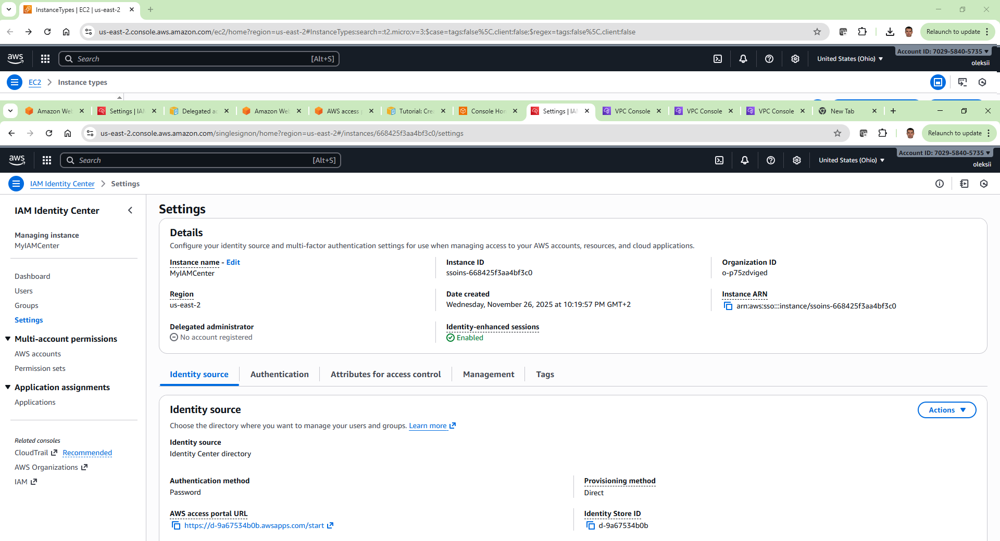 InstanceTypes | EC2 | us-east-2
us-east-2.console.aws.amazon.com/ec2/home?region=us-east-2#InstanceTypes:search=:t2.micro;v=3;$case=tags:false%5C,client:false;$regex=tags:false%5C,client:false
Relaunch to update
aws
Search [Alt+S]
United States (Ohio)
Account ID: 7029-5840-5735
oleksii
EC2 > Instance types
Amazon We
Settings | IAI
Delegated ac
Amazon We
AWS access
Tutorial: Cre
Console Hon
Settings | IAI
VPC Console
VPC Console
VPC Console
New Tab
us-east-2.console.aws.amazon.com/singlesignon/home?region=us-east-2#/instances/668425f3aa4bf3c0/settings
Relaunch to update
aws
Search [Alt+S]
United States (Ohio)
Account ID: 7029-5840-5735
oleksii
IAM Identity Center > Settings
IAM Identity Center
Managing instance
MyIAMCenter
Dashboard
Users
Groups
Settings
Multi-account permissions
AWS accounts
Permission sets
Application assignments
Applications
Related consoles
CloudTrail Recommended
AWS Organizations
IAM
Settings
Details
Configure your identity source and multi-factor authentication settings for use when managing access to your AWS accounts, resources, and cloud applications.
Instance name - Edit
MyIAMCenter
Instance ID
ssoins-668425f3aa4bf3c0
Organization ID
o-p75zdviged
Region
us-east-2
Date created
Wednesday, November 26, 2025 at 10:19:57 PM GMT+2
Instance ARN
arn:aws:sso:::instance/ssoins-668425f3aa4bf3c0
Delegated administrator
No account registered
Identity-enhanced sessions
Enabled
Identity source
Authentication
Attributes for access control
Management
Tags
Identity source
Actions
Choose the directory where you want to manage your users and groups. Learn more
Identity source
Identity Center directory
Authentication method
Password
Provisioning method
Direct
AWS access portal URL
https://d-9a67534b0b.awsapps.com/start
Identity Store ID
d-9a67534b0b